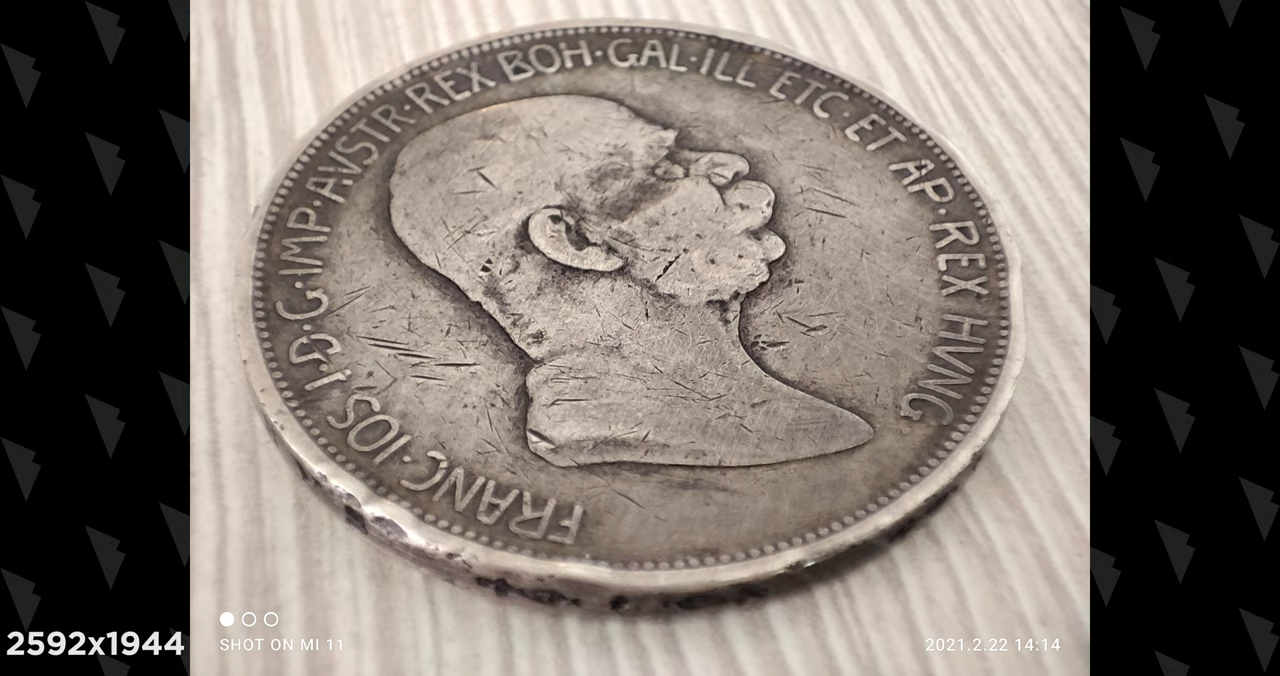 FRANC·IOS·I·D·G·IMP·AVSTR·REX BOH·GAL·ILL ETC·ET AP·REX HVNG
2592x1944
SHOT ON MI 11
2021.2.22 14:14